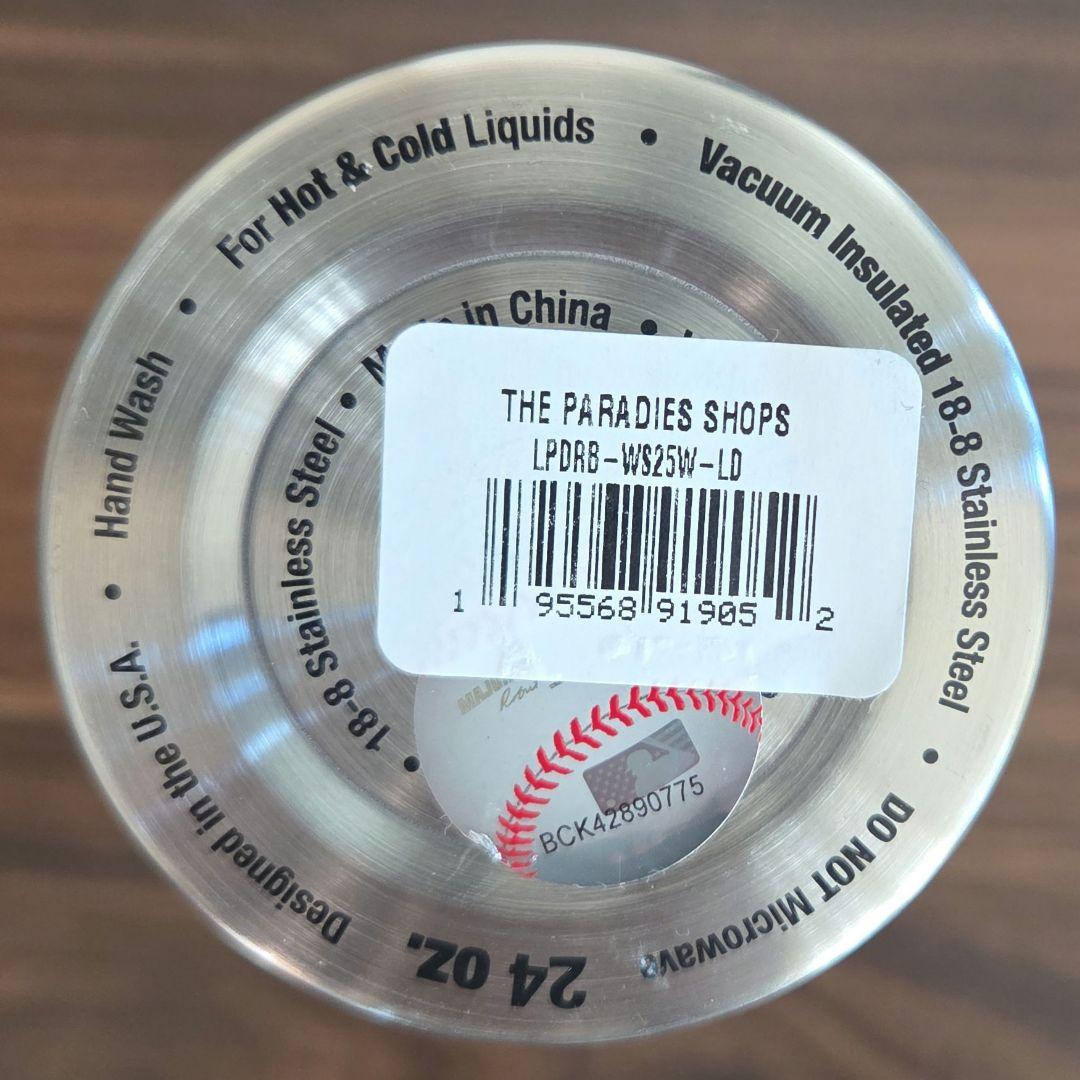 For Hot & Cold Liquids • Vacuum Insulated 18-8 Stainless Steel • DO NOT Microwave
24 oz.
Designed in the U.S.A. • Hand Wash •
in China •
18-8 Stainless Steel •
THE PARADIES SHOPS
LPDRB-WS25W-LD
1 95568 91905 2
BCK42890775